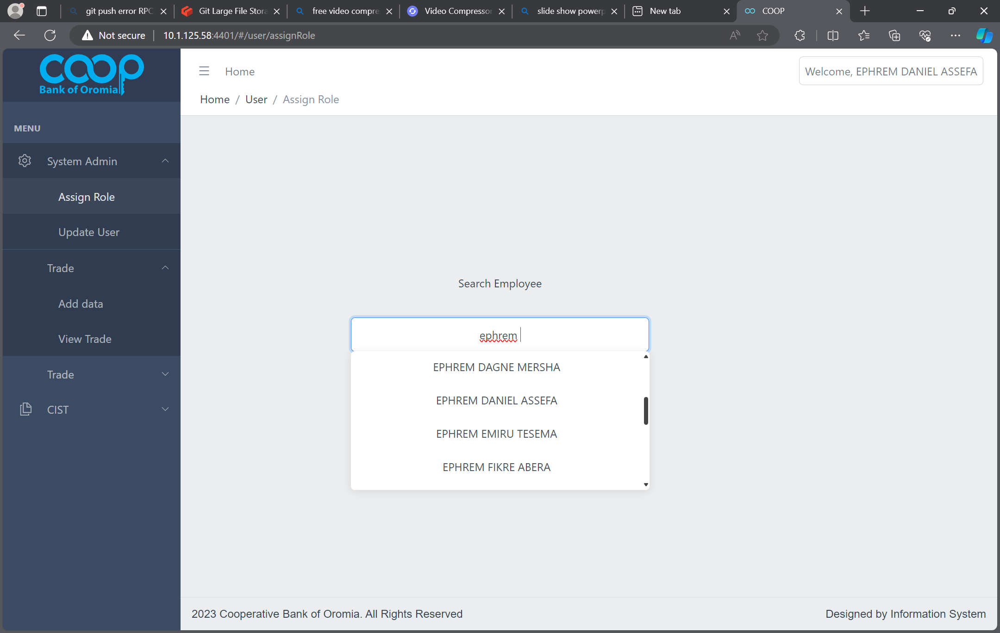 git push error RPC
Git Large File Stora
free video compre
Video Compressor
slide show powerp
New tab
COOP
Not secure
10.1.125.58:4401/#/user/assignRole
coop
Bank of Oromia
Home
Welcome, EPHREM DANIEL ASSEFA
Home / User / Assign Role
MENU
System Admin
Assign Role
Update User
Trade
Add data
View Trade
Trade
CIST
Search Employee
ephrem
EPHREM DAGNE MERSHA
EPHREM DANIEL ASSEFA
EPHREM EMIRU TESEMA
EPHREM FIKRE ABERA
2023 Cooperative Bank of Oromia. All Rights Reserved
Designed by Information System